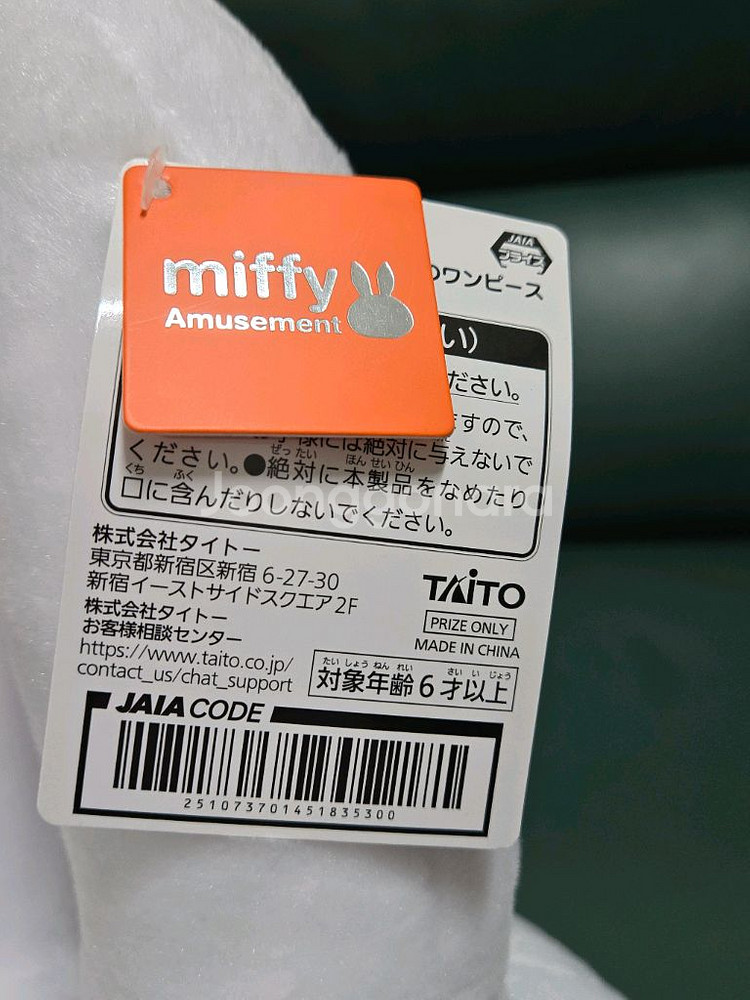 miffy
Amusement
JAIA
プライズ
ワンピース
い)
ださい。
ますので、
は絶対に与えないで
ください。●絶対に本製品をなめたり
ぜったい
ほんせいひん
くち ふく
口に含んだりしないでください。
Joongonara
株式会社タイトー
東京都新宿区新宿 6-27-30
新宿イーストサイドスクエア 2F
株式会社タイトー
お客様相談センター
https://www.taito.co.jp/
contact_us/chat_support
TAITO
PRIZE ONLY
MADE IN CHINA
たいしょうねんれい さいいじょう
対象年齢 6 才以上
JAIA CODE
251073701451835300